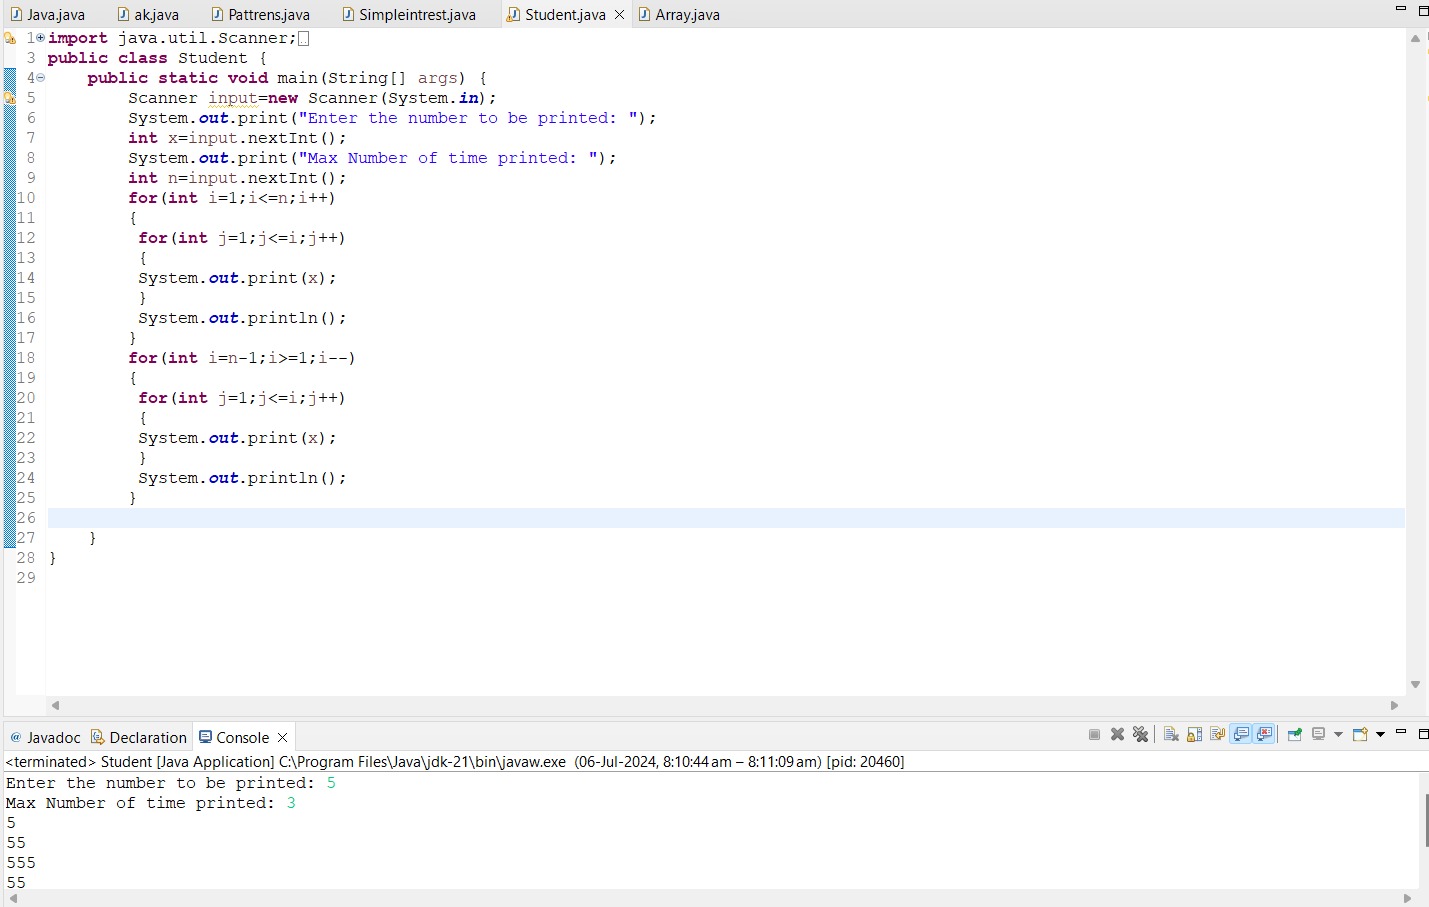 Java.java ak.java Pattrens.java Simpleintrest.java Student.java Array.java
1 import java.util.Scanner;
3 public class Student {
4 public static void main(String[] args) {
5 Scanner input=new Scanner(System.in);
6 System.out.print("Enter the number to be printed: ");
7 int x=input.nextInt();
8 System.out.print("Max Number of time printed: ");
9 int n=input.nextInt();
10 for(int i=1;i<=n;i++)
11 {
12 for(int j=1;j<=i;j++)
13 {
14 System.out.print(x);
15 }
16 System.out.println();
17 }
18 for(int i=n-1;i>=1;i--)
19 {
20 for(int j=1;j<=i;j++)
21 {
22 System.out.print(x);
23 }
24 System.out.println();
25 }
26
27 }
28 }
29
@ Javadoc Declaration Console
<terminated> Student [Java Application] C:\Program Files\Java\jdk-21\bin\javaw.exe (06-Jul-2024, 8:10:44 am – 8:11:09 am) [pid: 20460]
Enter the number to be printed: 5
Max Number of time printed: 3
5
55
555
55